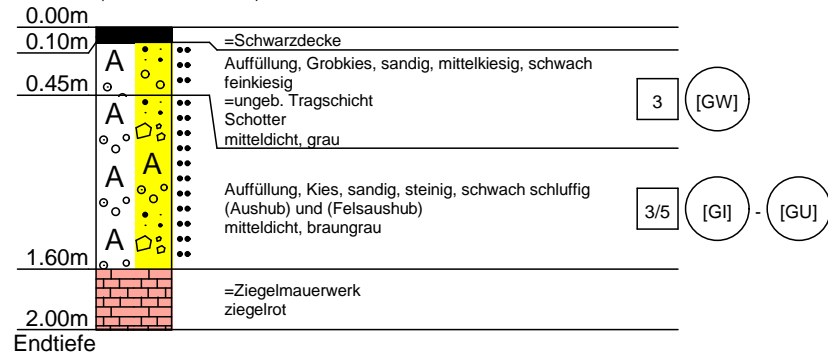 0.00m
0.10m
=Schwarzdecke
A
0.45m
Auffüllung, Grobkies, sandig, mittelkiesig, schwach
feinkiesig
=ungeb. Tragschicht
Schotter
mitteldicht, grau
3 [GW]
A
A
A
A
Auffüllung, Kies, sandig, steinig, schwach schluffig
(Aushub) und (Felsaushub)
mitteldicht, braungrau
3/5 [GI] - [GU]
1.60m
=Ziegelmauerwerk
ziegelrot
2.00m
Endtiefe